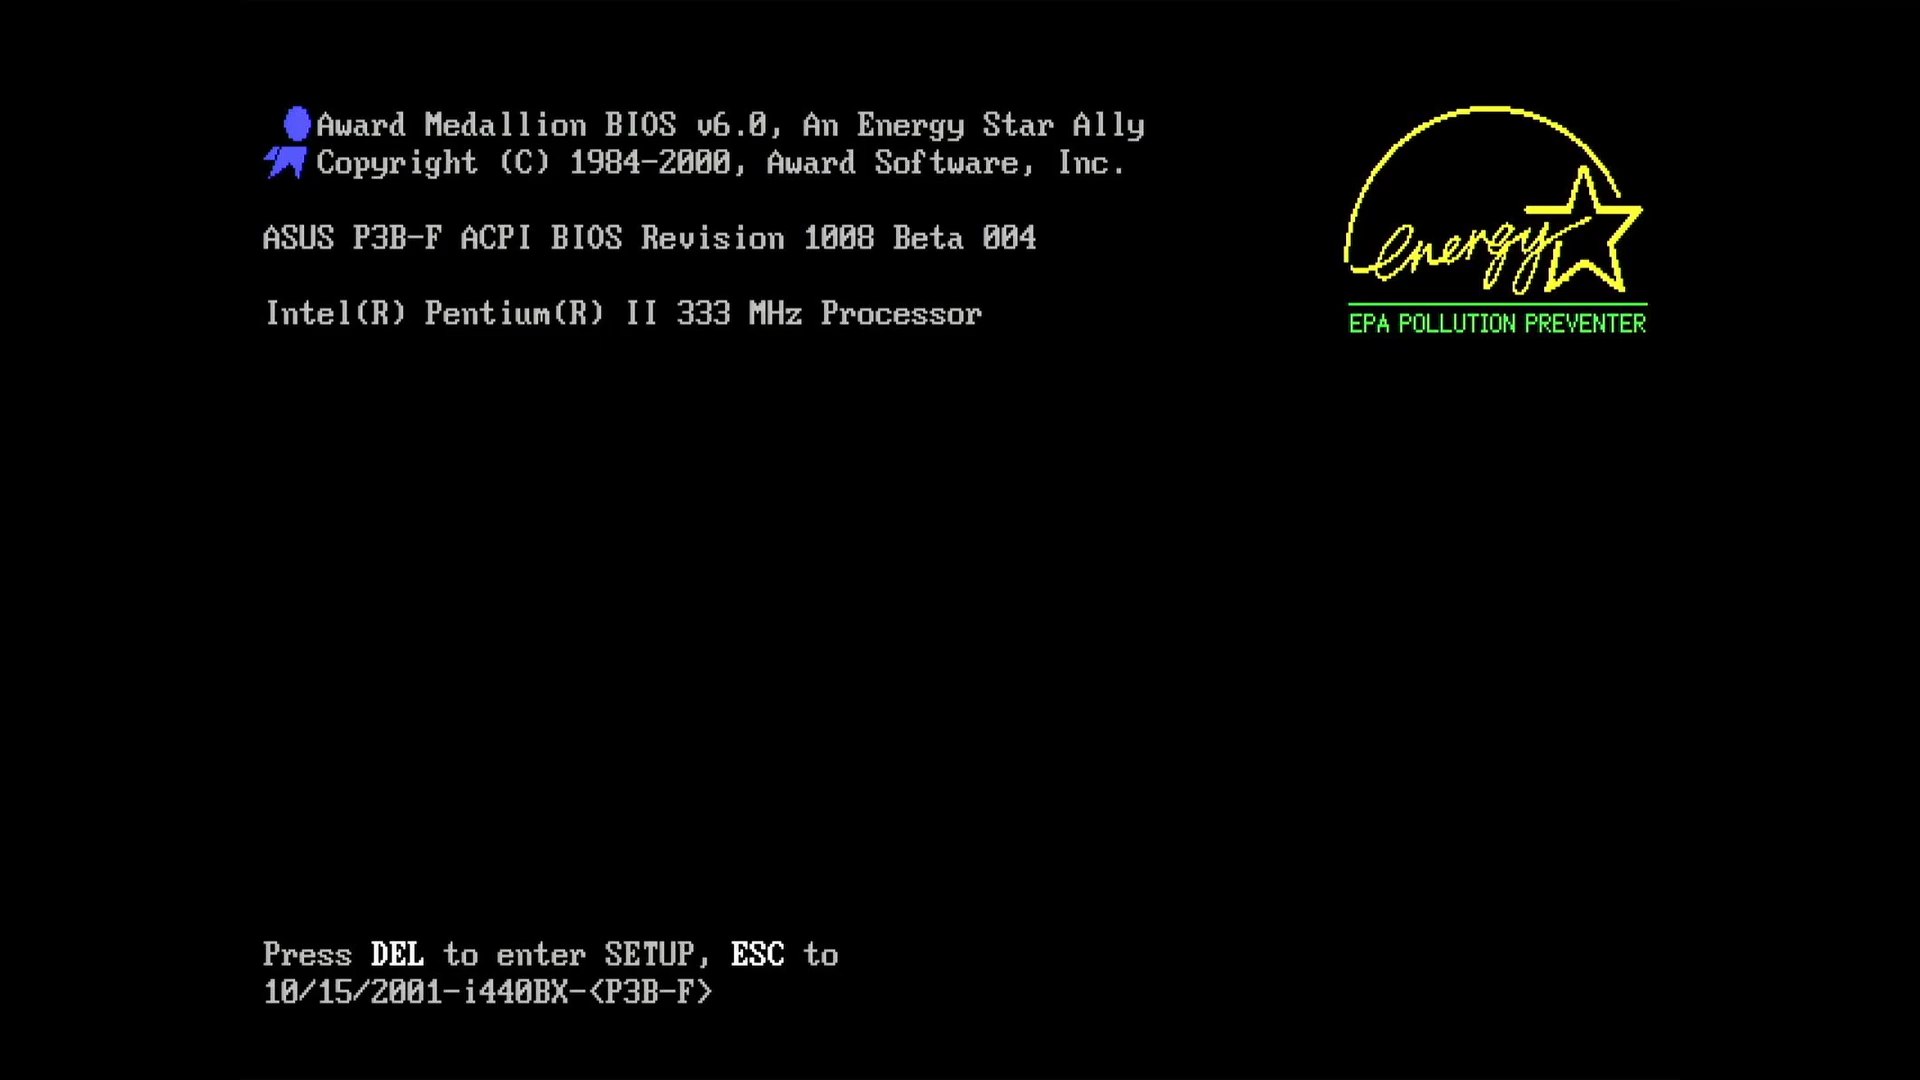 Award Medallion BIOS v6.0, An Energy Star Ally
Copyright (C) 1984-2000, Award Software, Inc.
energy
EPA POLLUTION PREVENTER
ASUS P3B-F ACPI BIOS Revision 1008 Beta 004
Intel(R) Pentium(R) II 333 MHz Processor
Press DEL to enter SETUP, ESC to
10/15/2001-i440BX-<P3B-F>